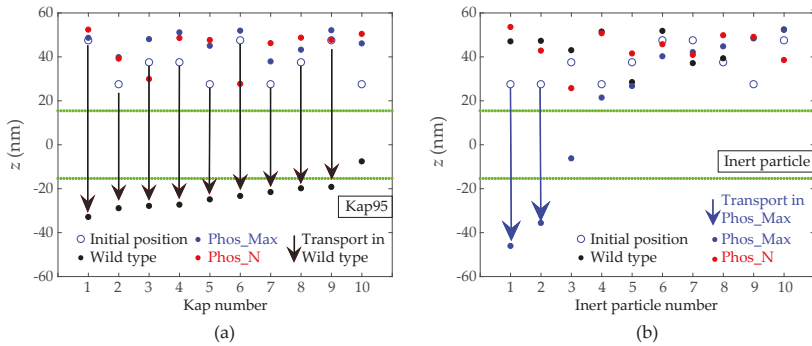 60
40
20
0
-20
-40
-60
z (nm)
Kap95
Initial position
Phos_Max
Transport in
Wild type
Phos_N
Wild type
1 2 3 4 5 6 7 8 9 10
Kap number
(a)
60
40
20
0
-20
-40
-60
z (nm)
Inert particle
Transport in
Phos_Max
Initial position
Phos_Max
Wild type
Phos_N
1 2 3 4 5 6 7 8 9 10
Inert particle number
(b)